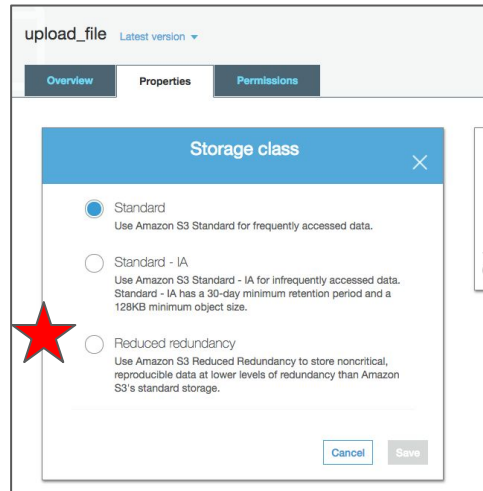 upload_file Latest version
Overview Properties Permissions
Storage class
Standard
Use Amazon S3 Standard for frequently accessed data.
Standard - IA
Use Amazon S3 Standard - IA for infrequently accessed data.
Standard - IA has a 30-day minimum retention period and a
128KB minimum object size.
Reduced redundancy
Use Amazon S3 Reduced Redundancy to store noncritical,
reproducible data at lower levels of redundancy than Amazon
S3's standard storage.
Cancel Save